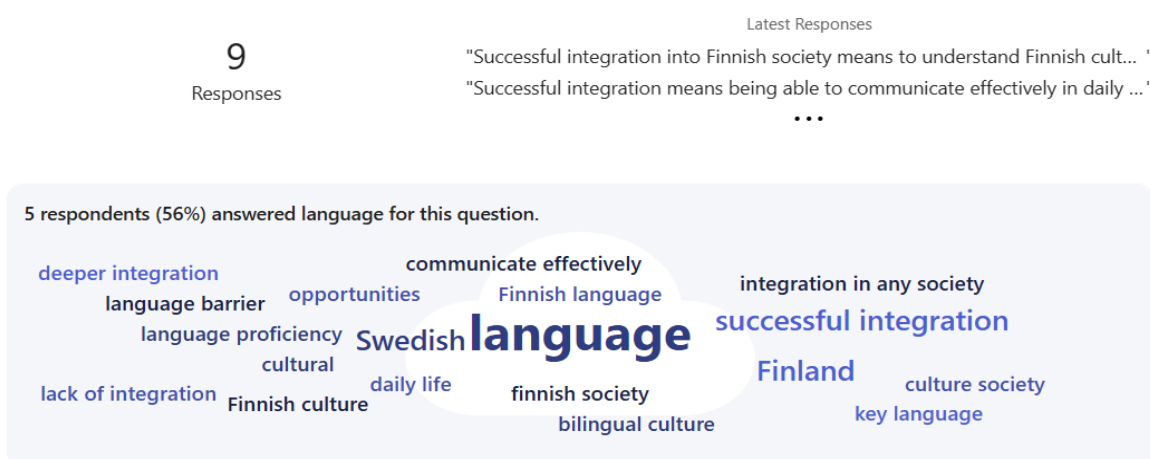 9
Responses
Latest Responses
"Successful integration into Finnish society means to understand Finnish cult... "
"Successful integration means being able to communicate effectively in daily ..."
...
5 respondents (56%) answered language for this question.
communicate effectively
deeper integration
integration in any society
language barrier opportunities Finnish language
successful integration
language proficiency Swedish language
cultural
Finland
daily life culture society
lack of integration finnish society
Finnish culture
key language
bilingual culture